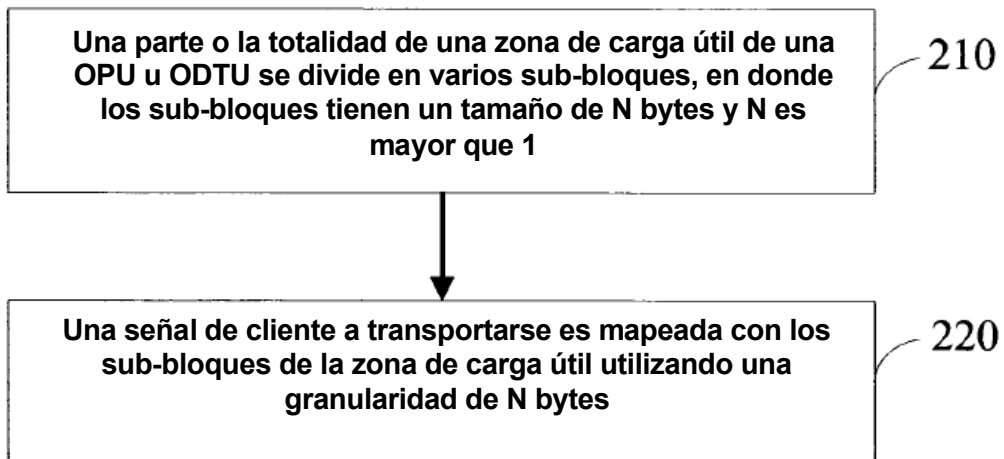 Una parte o la totalidad de una zona de carga útil de una
OPU u ODTU se divide en varios sub-bloques, en donde
los sub-bloques tienen un tamaño de N bytes y N es
mayor que 1
210
Una señal de cliente a transportarse es mapeada con los
sub-bloques de la zona de carga útil utilizando una
granularidad de N bytes
220